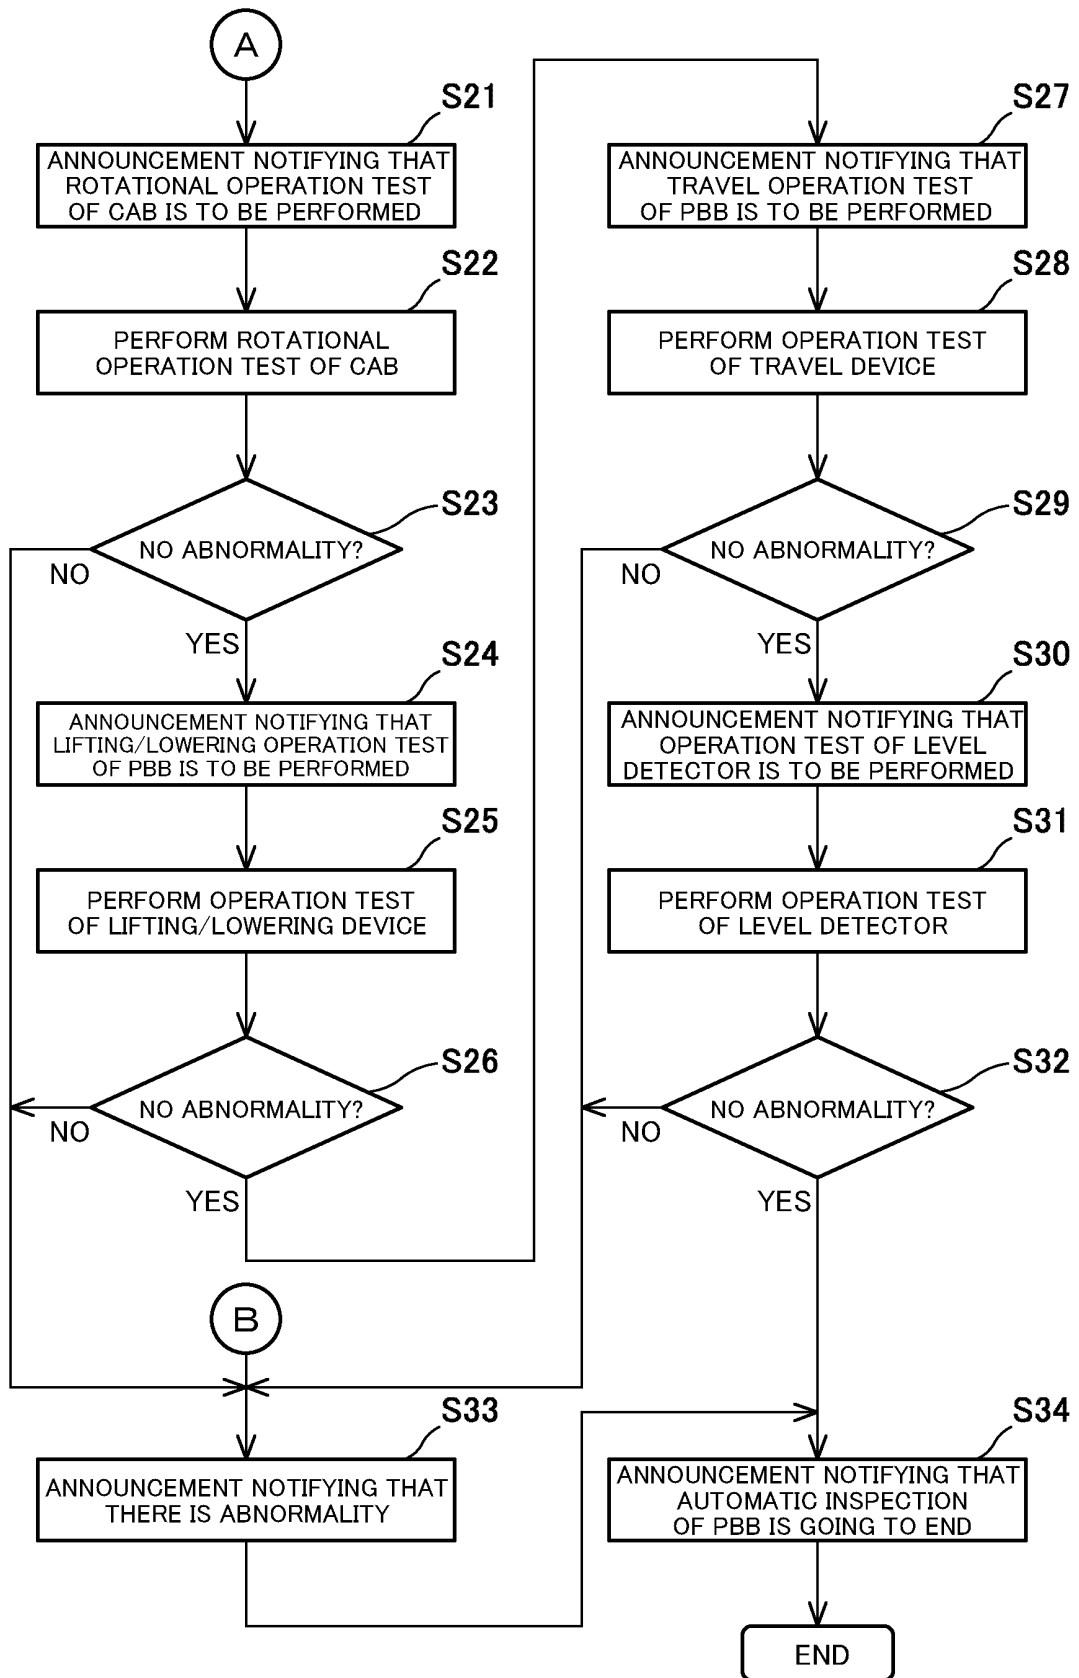 A
S21
ANNOUNCEMENT NOTIFYING THAT
ROTATIONAL OPERATION TEST
OF CAB IS TO BE PERFORMED
S22
PERFORM ROTATIONAL
OPERATION TEST OF CAB
S23
NO ABNORMALITY?
NO
YES
S24
ANNOUNCEMENT NOTIFYING THAT
LIFTING/LOWERING OPERATION TEST
OF PBB IS TO BE PERFORMED
S25
PERFORM OPERATION TEST
OF LIFTING/LOWERING DEVICE
S26
NO ABNORMALITY?
NO
YES
S27
ANNOUNCEMENT NOTIFYING THAT
TRAVEL OPERATION TEST
OF PBB IS TO BE PERFORMED
S28
PERFORM OPERATION TEST
OF TRAVEL DEVICE
S29
NO ABNORMALITY?
NO
YES
S30
ANNOUNCEMENT NOTIFYING THAT
OPERATION TEST OF LEVEL
DETECTOR IS TO BE PERFORMED
S31
PERFORM OPERATION TEST
OF LEVEL DETECTOR
S32
NO ABNORMALITY?
NO
YES
B
S33
ANNOUNCEMENT NOTIFYING THAT
THERE IS ABNORMALITY
S34
ANNOUNCEMENT NOTIFYING THAT
AUTOMATIC INSPECTION
OF PBB IS GOING TO END
END